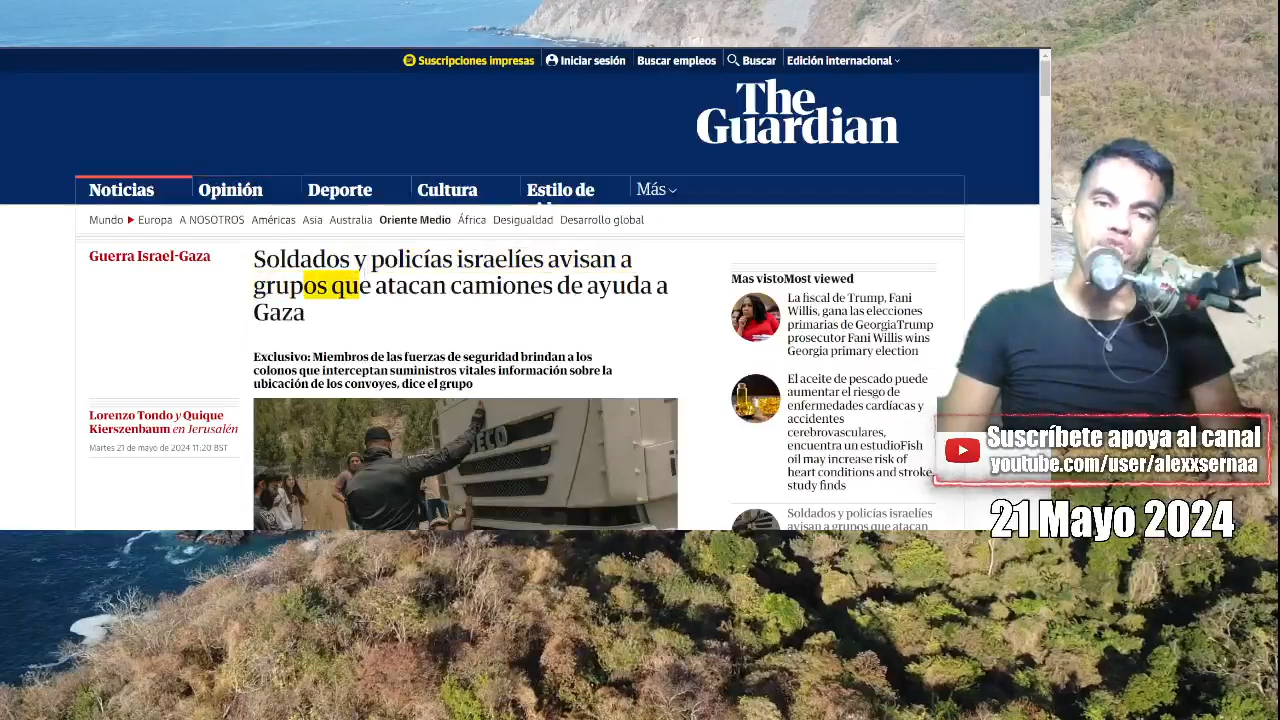 Suscripciones impresas
Iniciar sesión
Buscar empleos
Buscar
Edición internacional
The
Guardian
Noticias
Opinión
Deporte
Cultura
Estilo de
Más
Mundo
Europa
A NOSOTROS
Américas
Asia
Australia
Oriente Medio
África
Desigualdad
Desarrollo global
Guerra Israel-Gaza
Soldados y policías israelíes avisan a
grupos que atacan camiones de ayuda a
Gaza
Exclusivo: Miembros de las fuerzas de seguridad brindan a los
colonos que interceptan suministros vitales información sobre la
ubicación de los convoyes, dice el grupo
Lorenzo Tondo y Quique
Kierszenbaum en Jerusalén
Martes 21 de mayo de 2024 11:20 BST
Mas vistoMost viewed
La fiscal de Trump, Fani
Willis, gana las elecciones
primarias de GeorgiaTrump
prosecutor Fani Willis wins
Georgia primary election
El aceite de pescado puede
aumentar el riesgo de
enfermedades cardíacas y
accidentes
cerebrovasculares,
encuentra un estudioFish
oil may increase risk of
heart conditions and stroke,
study finds
Soldados y policías israelíes
avisan a grupos que atacan
Suscríbete apoya al canal
youtube.com/user/alexxsernaa
21 Mayo 2024